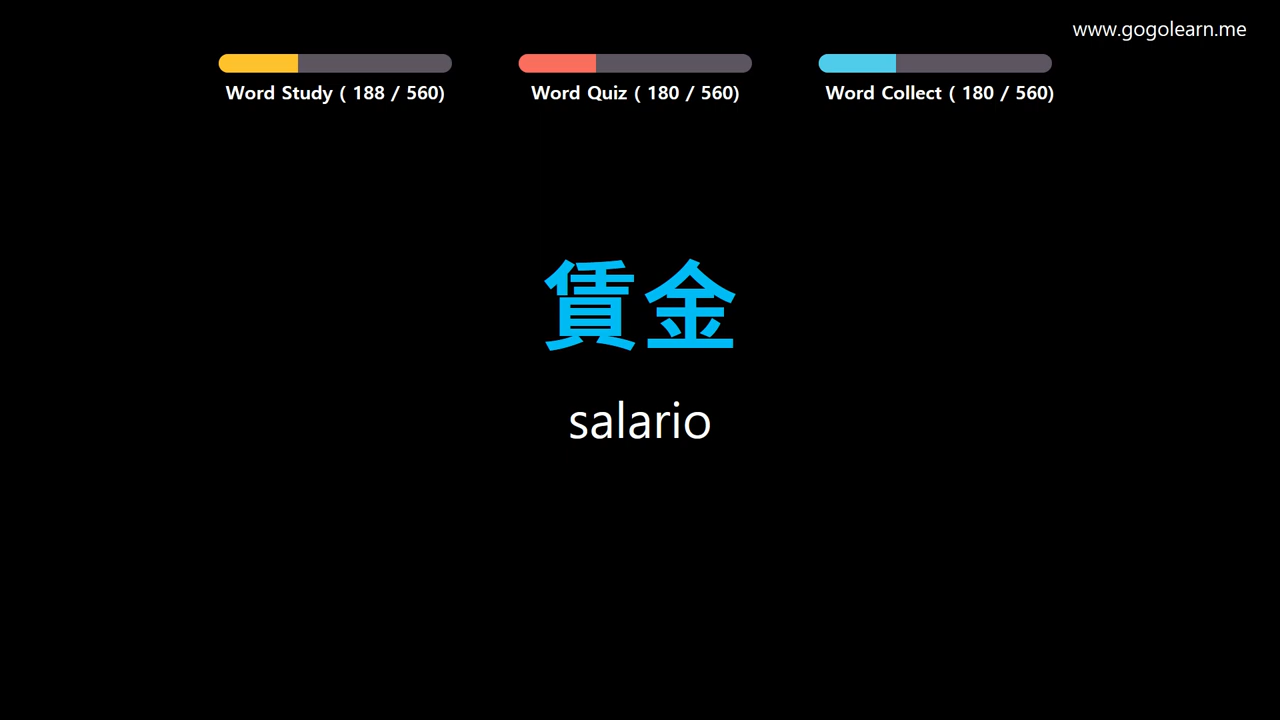 www.gogolearn.me
Word Study ( 188 / 560)
Word Quiz ( 180 / 560)
Word Collect ( 180 / 560)
賃金
salario